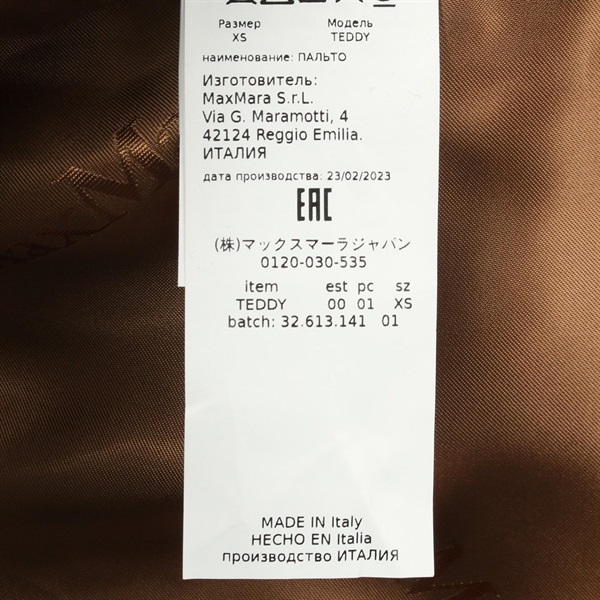 Размер Модель
XS TEDDY
наименование: ПАЛЬТО
Изготовитель:
MaxMara S.r.L.
Via G. Maramotti, 4
42124 Reggio Emilia.
ИТАЛИЯ
дата производства: 23/02/2023
EAC
(株)マックスマーラジャパン
0120-030-535
item est pc sz
TEDDY 00 01 XS
batch: 32.613.141 01
MADE IN Italy
HECHO EN Italia
производство ИТАЛИЯ